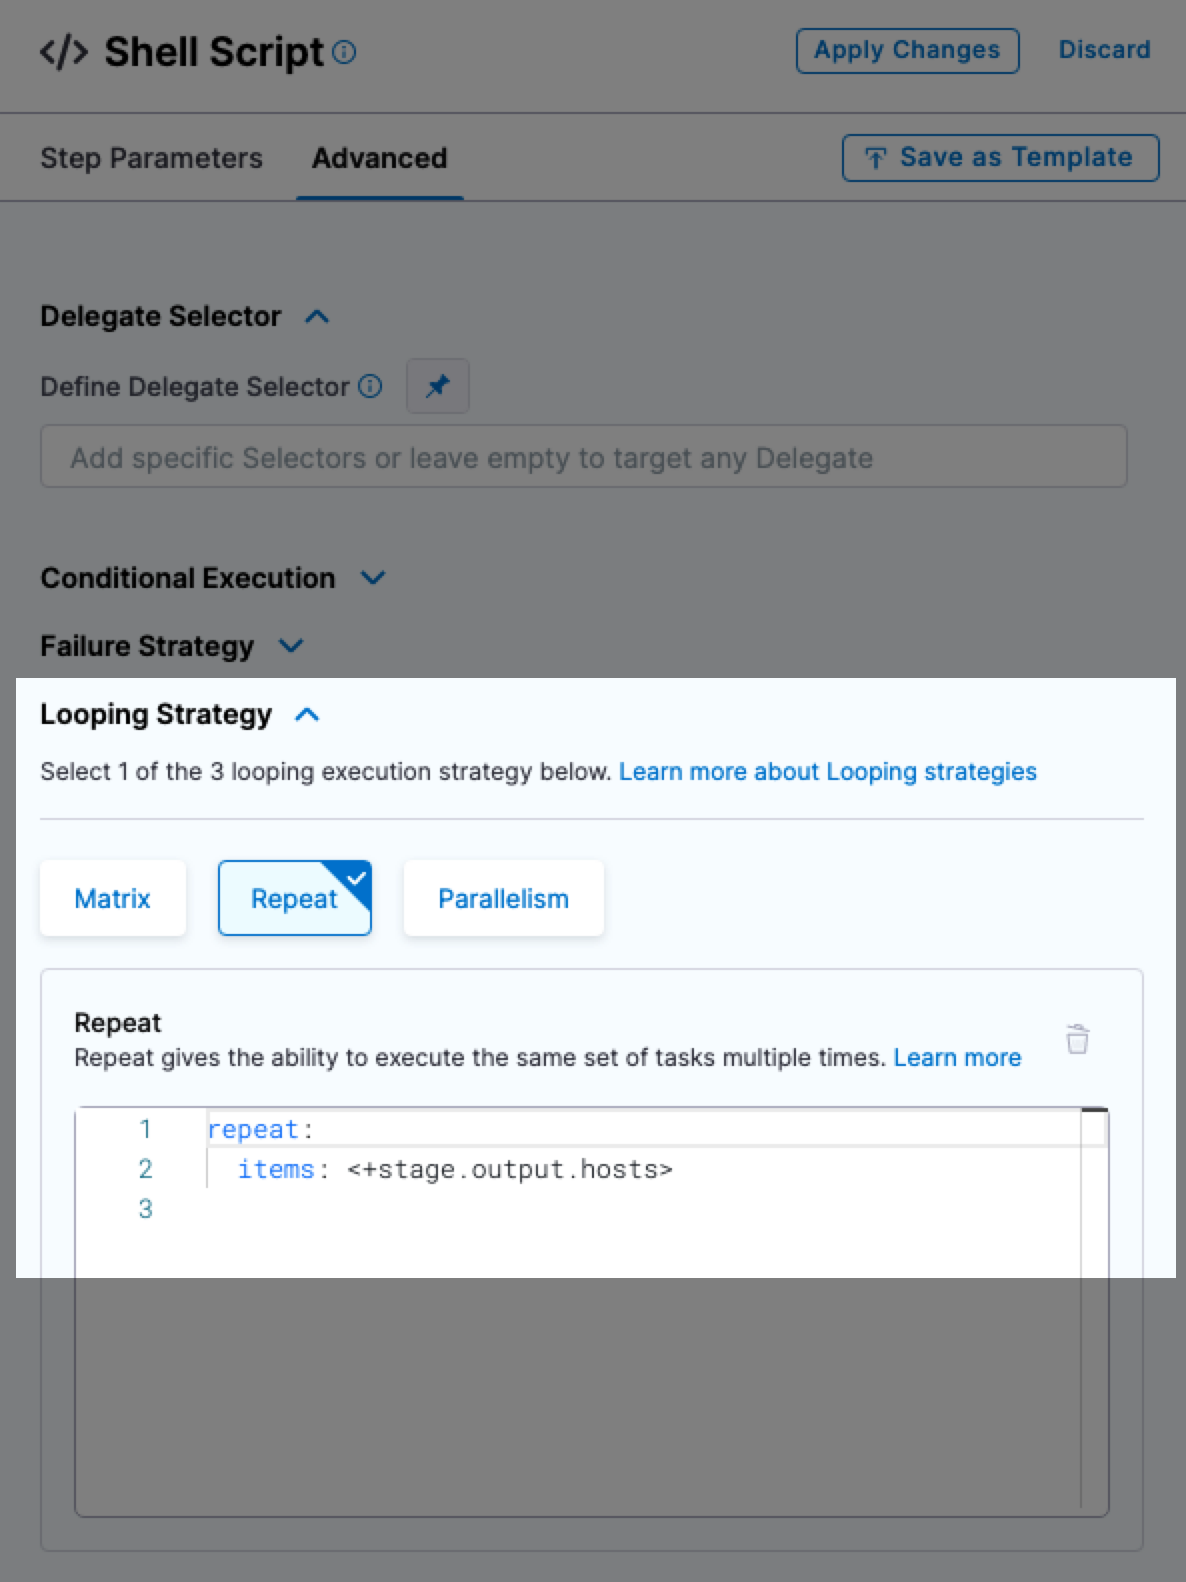 </> Shell Script
Apply Changes
Discard
Step Parameters
Advanced
Save as Template
Delegate Selector
Define Delegate Selector
Add specific Selectors or leave empty to target any Delegate
Conditional Execution
Failure Strategy
Looping Strategy
Select 1 of the 3 looping execution strategy below. Learn more about Looping strategies
Matrix
Repeat
Parallelism
Repeat
Repeat gives the ability to execute the same set of tasks multiple times. Learn more
1 repeat:
2   items: <+stage.output.hosts>
3